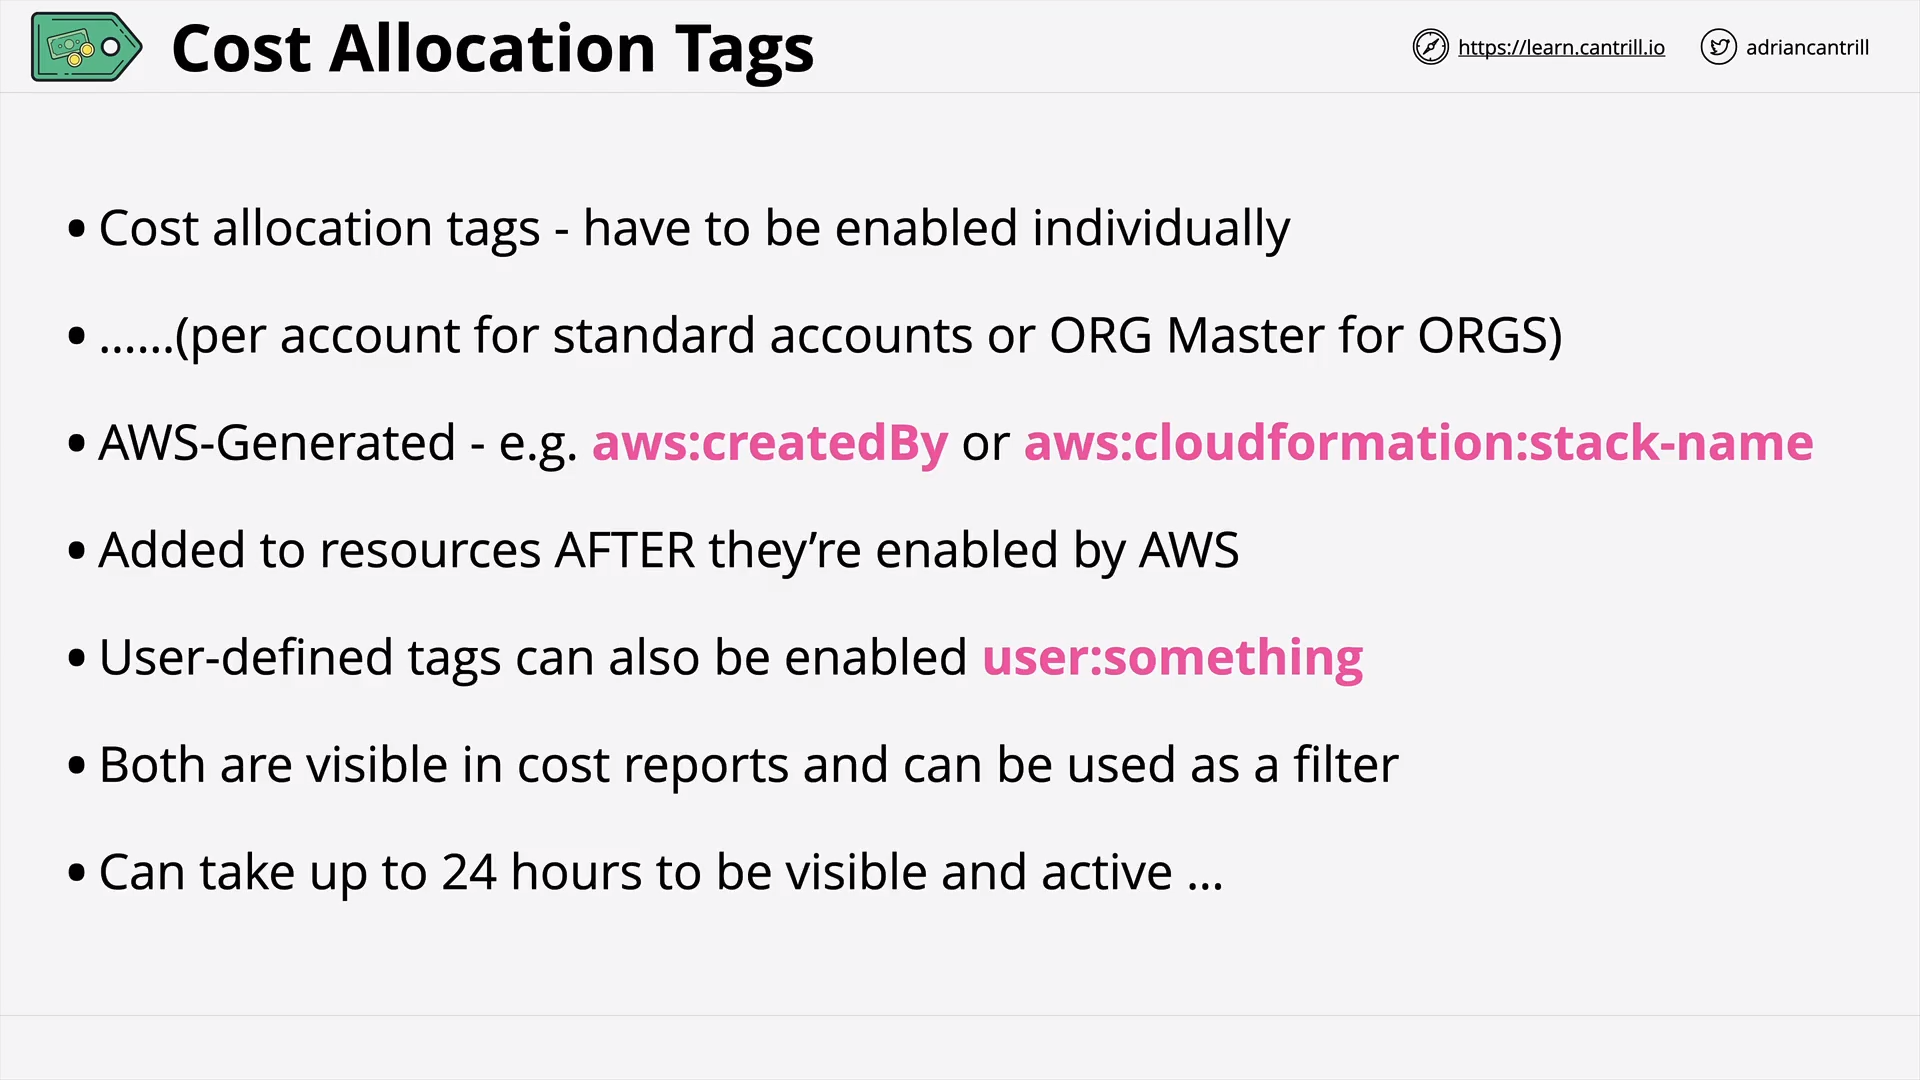 Cost Allocation Tags
https://learn.cantrill.io
adriancantrill
• Cost allocation tags - have to be enabled individually
• ......(per account for standard accounts or ORG Master for ORGS)
• AWS-Generated - e.g. aws:createdBy or aws:cloudformation:stack-name
• Added to resources AFTER they’re enabled by AWS
• User-defined tags can also be enabled user:something
• Both are visible in cost reports and can be used as a filter
• Can take up to 24 hours to be visible and active ...